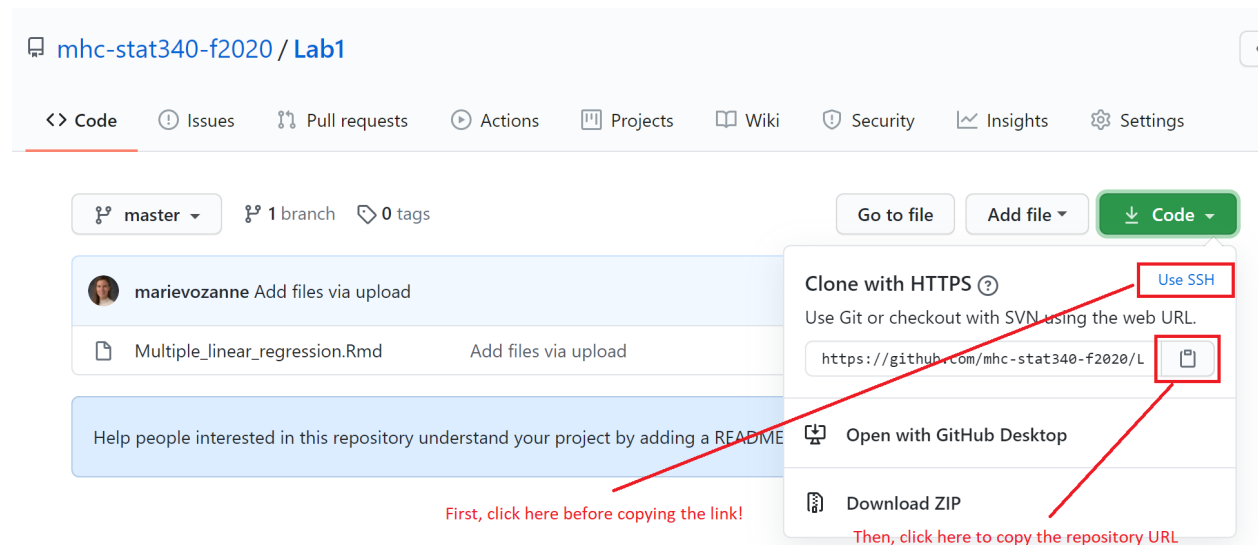 mhc-stat340-f2020 / Lab1
Code Issues Pull requests Actions Projects Wiki Security Insights Settings
master 1 branch 0 tags Go to file Add file Code
marievozanne Add files via upload
Multiple_linear_regression.Rmd Add files via upload
Help people interested in this repository understand your project by adding a README
Clone with HTTPS ? Use SSH
Use Git or checkout with SVN using the web URL.
https://github.com/mhc-stat340-f2020/L
Open with GitHub Desktop
Download ZIP
First, click here before copying the link!
Then, click here to copy the repository URL